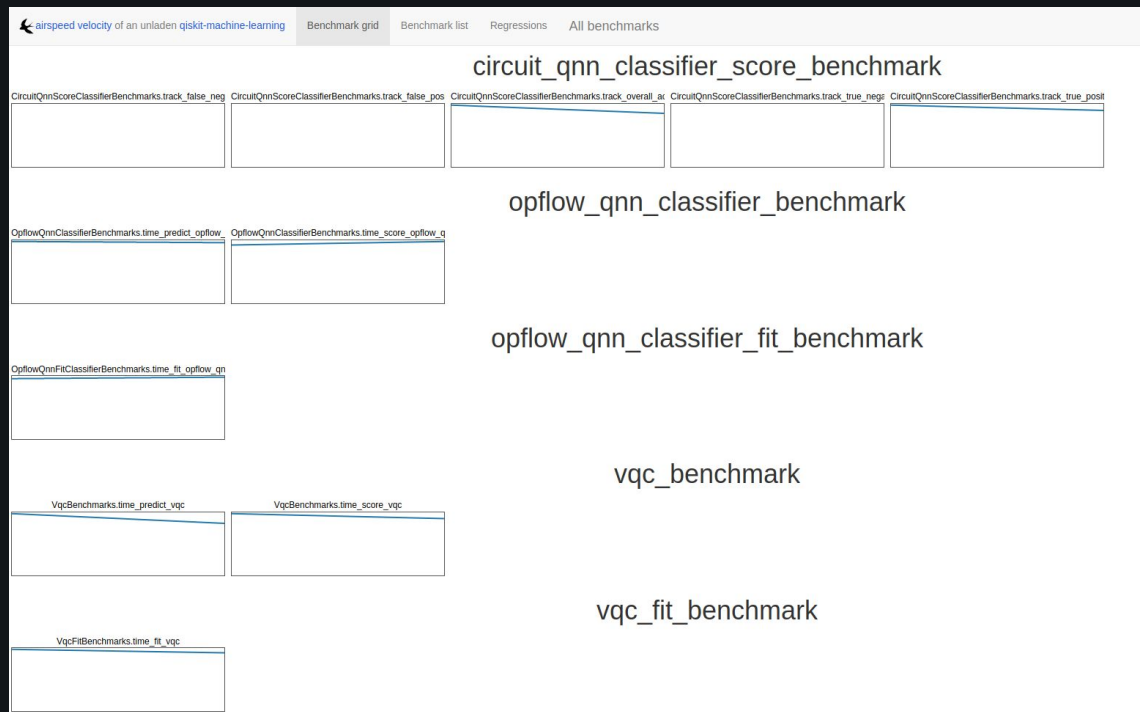 airspeed velocity of an unladen qiskit-machine-learning Benchmark grid Benchmark list Regressions All benchmarks
circuit_qnn_classifier_score_benchmark
CircuitQnnScoreClassifierBenchmarks.track_false_neg CircuitQnnScoreClassifierBenchmarks.track_false_pos CircuitQnnScoreClassifierBenchmarks.track_overall_ac CircuitQnnScoreClassifierBenchmarks.track_true_nega CircuitQnnScoreClassifierBenchmarks.track_true_posit
opflow_qnn_classifier_benchmark
OpflowQnnClassifierBenchmarks.time_predict_opflow_ OpflowQnnClassifierBenchmarks.time_score_opflow_q
opflow_qnn_classifier_fit_benchmark
OpflowQnnFitClassifierBenchmarks.time_fit_opflow_qn
vqc_benchmark
VqcBenchmarks.time_predict_vqc VqcBenchmarks.time_score_vqc
vqc_fit_benchmark
VqcFitBenchmarks.time_fit_vqc